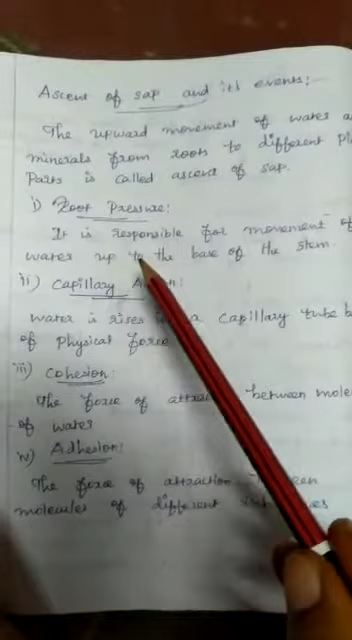 Ascent of sap and it's events:-
The upward movement of water
minerals from roots to different
Parts is called ascent of sap.
i) Root Pressure:
It is responsible for movement of
water up to the base of the stem.
ii) Capillary
water is rises a Capillary tube
of Physical force
iii) Cohesion:
The force of between
of water
iv) Adhesion:
The force of attraction
molecules of different